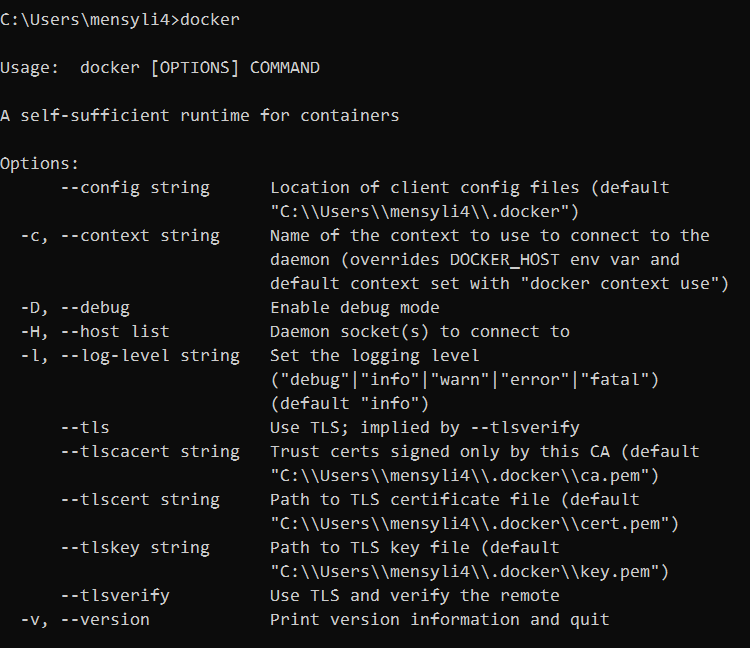 C:\Users\mensyli4>docker
Usage:  docker [OPTIONS] COMMAND
A self-sufficient runtime for containers
Options:
      --config string      Location of client config files (default
                           "C:\\Users\\mensyli4\\.docker")
  -c, --context string     Name of the context to use to connect to the
                           daemon (overrides DOCKER_HOST env var and
                           default context set with "docker context use")
  -D, --debug              Enable debug mode
  -H, --host list          Daemon socket(s) to connect to
  -l, --log-level string   Set the logging level
                           ("debug"|"info"|"warn"|"error"|"fatal")
                           (default "info")
      --tls                Use TLS; implied by --tlsverify
      --tlscacert string   Trust certs signed only by this CA (default
                           "C:\\Users\\mensyli4\\.docker\\ca.pem")
      --tlscert string     Path to TLS certificate file (default
                           "C:\\Users\\mensyli4\\.docker\\cert.pem")
      --tlskey string      Path to TLS key file (default
                           "C:\\Users\\mensyli4\\.docker\\key.pem")
      --tlsverify          Use TLS and verify the remote
  -v, --version            Print version information and quit